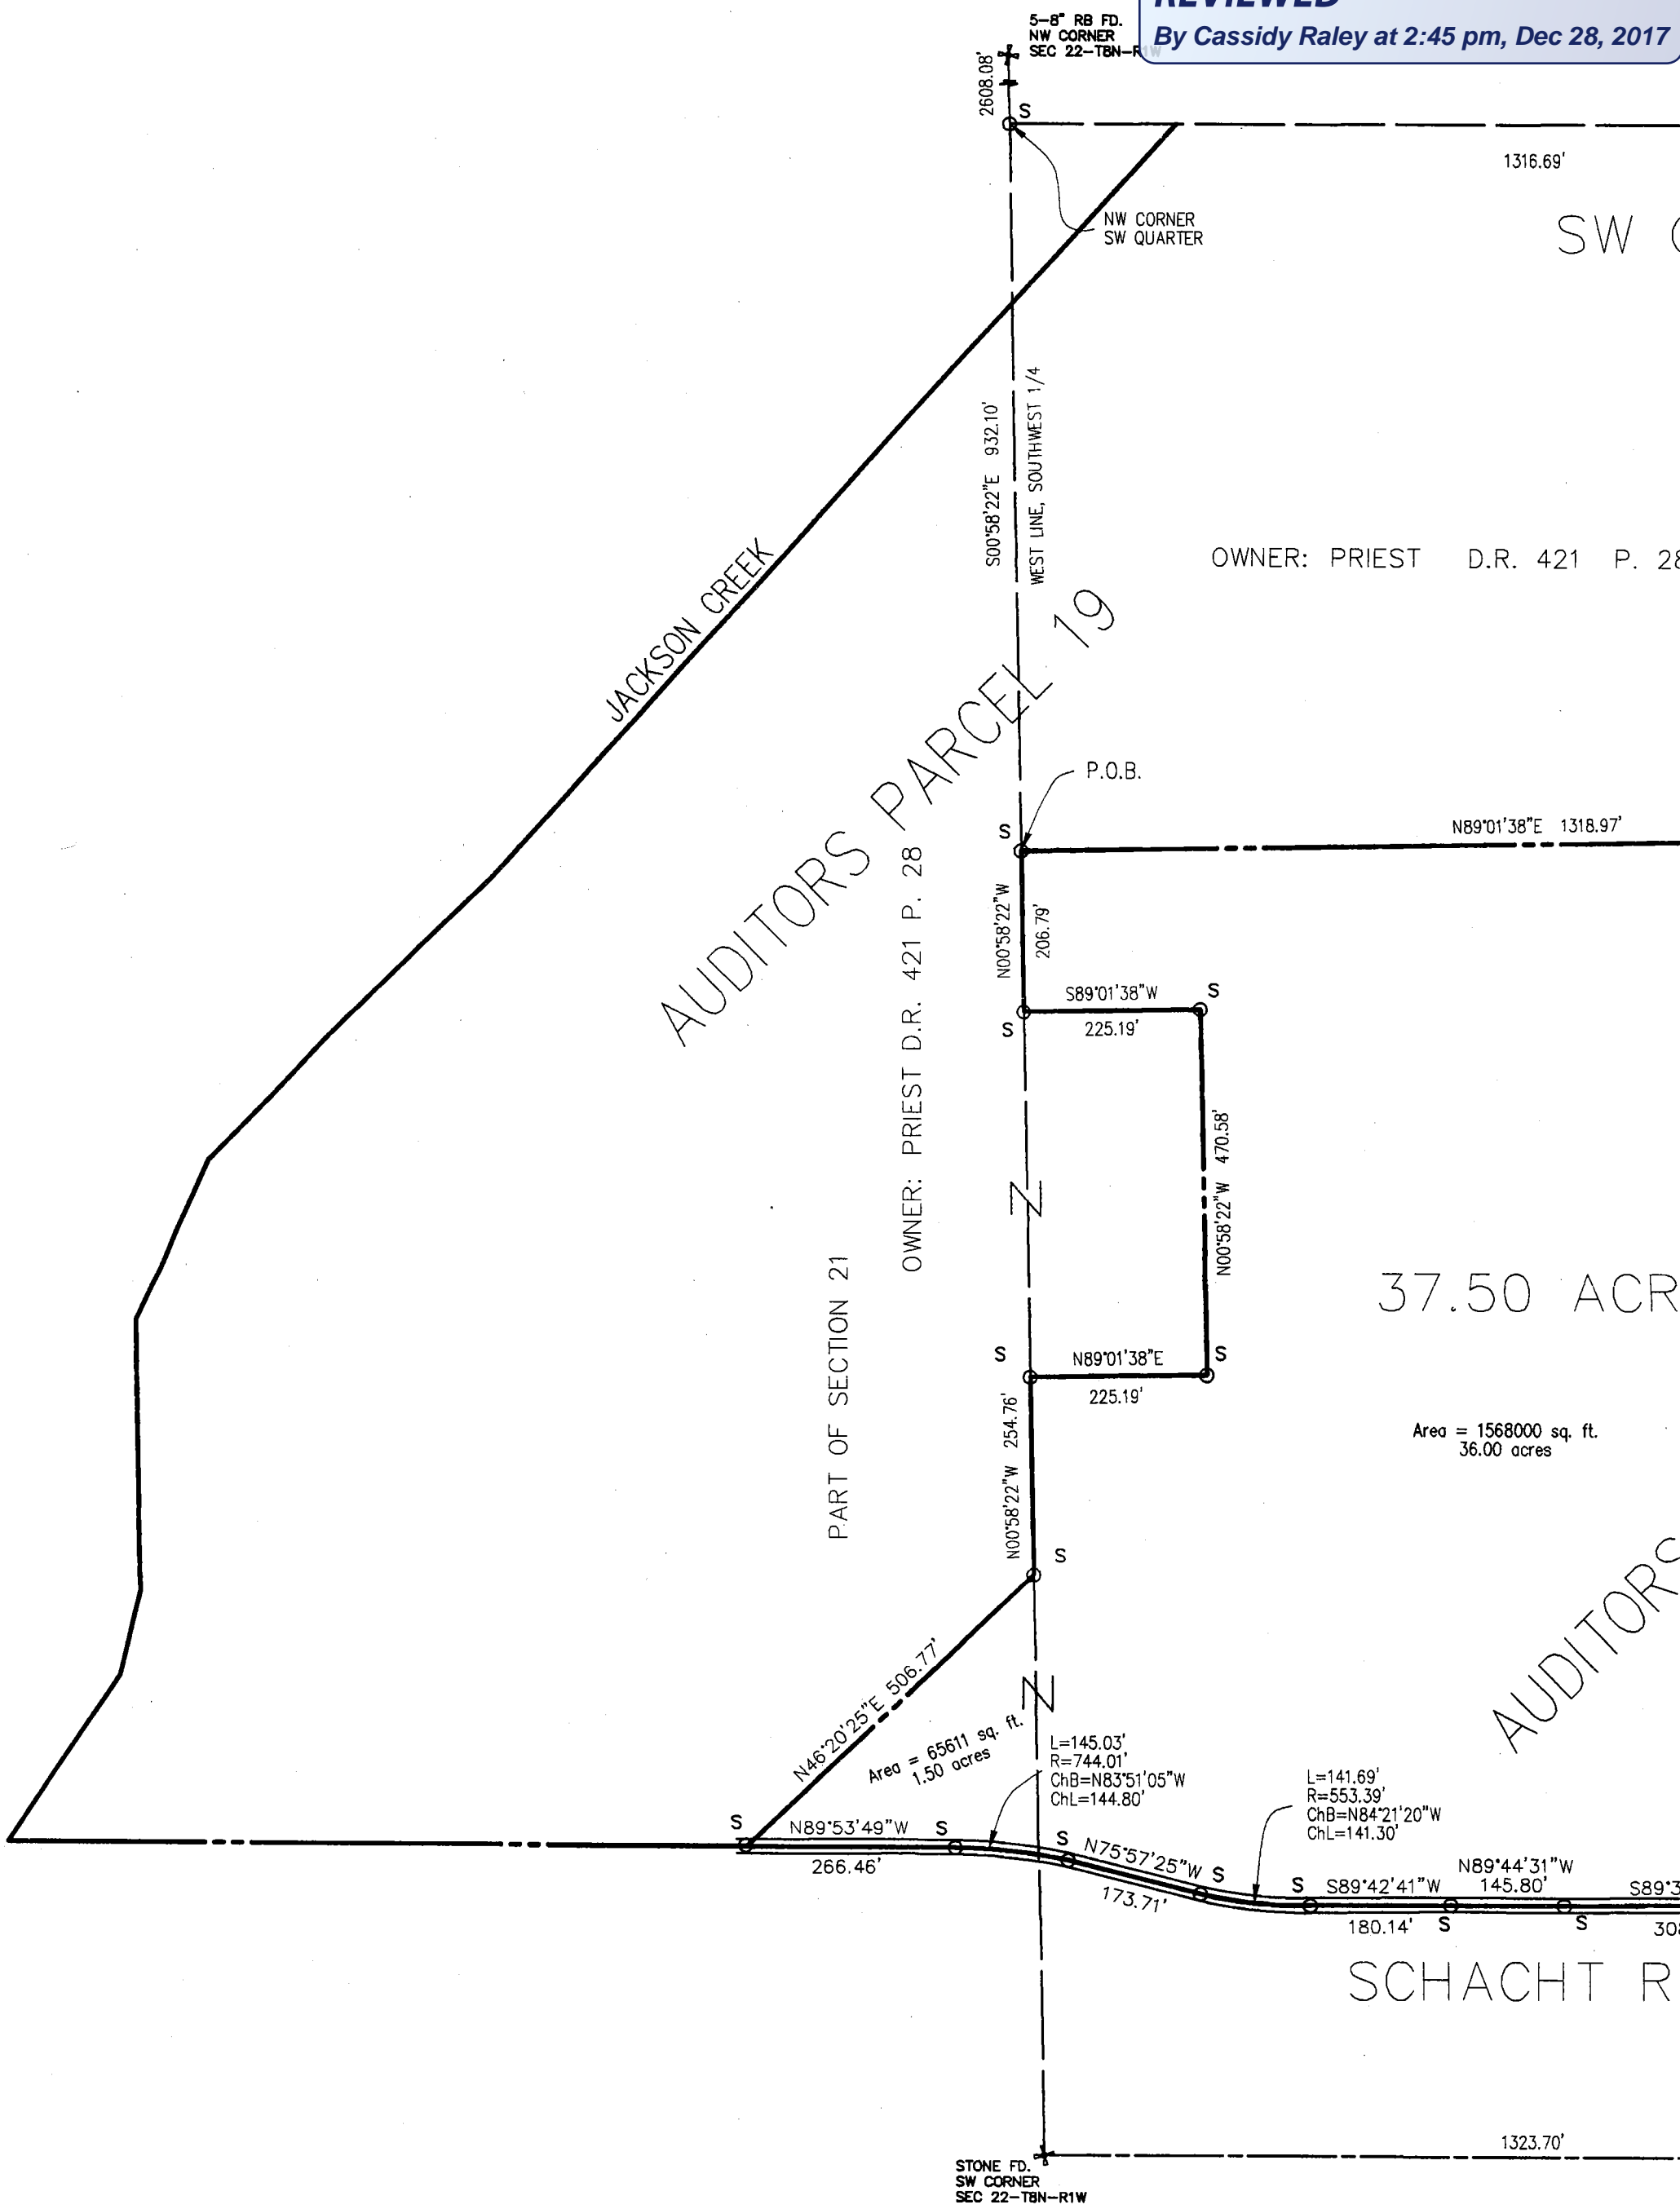 REVIEWED
By Cassidy Raley at 2:45 pm, Dec 28, 2017
5-8" RB FD.
NW CORNER
SEC 22-T8N-R1W
2608.08'
S
1316.69'
NW CORNER
SW QUARTER
SW
S00°58'22"E 932.10'
WEST LINE, SOUTHWEST 1/4
OWNER: PRIEST D.R. 421 P. 28
JACKSON CREEK
AUDITORS PARCEL 19
P.O.B.
S
N89°01'38"E 1318.97'
OWNER: PRIEST D.R. 421 P. 28
N00°58'22"W
206.79'
S89°01'38"W
S
S
225.19'
N00°58'22"W 470.58'
N
PART OF SECTION 21
37.50 ACR
S
N89°01'38"E
S
225.19'
N00°58'22"W 254.76'
Area = 1568000 sq. ft.
36.00 acres
S
AUDITORS
N46°20'25"E 506.77'
N
Area = 65611 sq. ft.
1.50 acres
L=145.03'
R=744.01'
ChB=N83°51'05"W
ChL=144.80'
L=141.69'
R=553.39'
ChB=N84°21'20"W
ChL=141.30'
S
N89°53'49"W
S
266.46'
S
N75°57'25"W
S
173.71'
S
S89°42'41"W
180.14'
S
N89°44'31"W
145.80'
S
S89°3
30
SCHACHT R
1323.70'
STONE FD.
SW CORNER
SEC 22-T8N-R1W